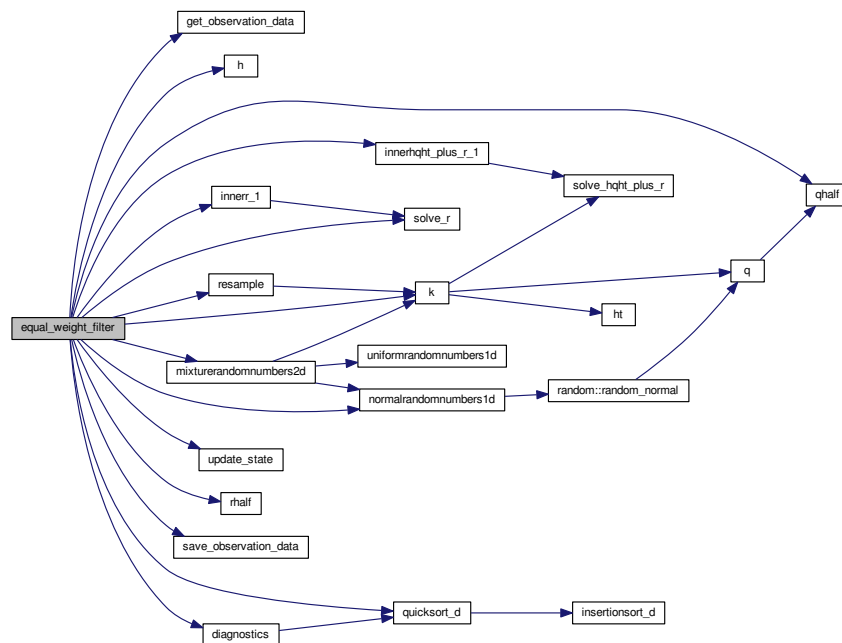 get_observation_data
h
innerhqht_plus_r_1
solve_hqht_plus_r
qhalf
innerr_1
solve_r
q
resample
k
ht
equal_weight_filter
mixturerandomnumbers2d
uniformrandomnumbers1d
normalrandomnumbers1d
random::random_normal
update_state
rhalf
save_observation_data
quicksort_d
insertionsort_d
diagnostics